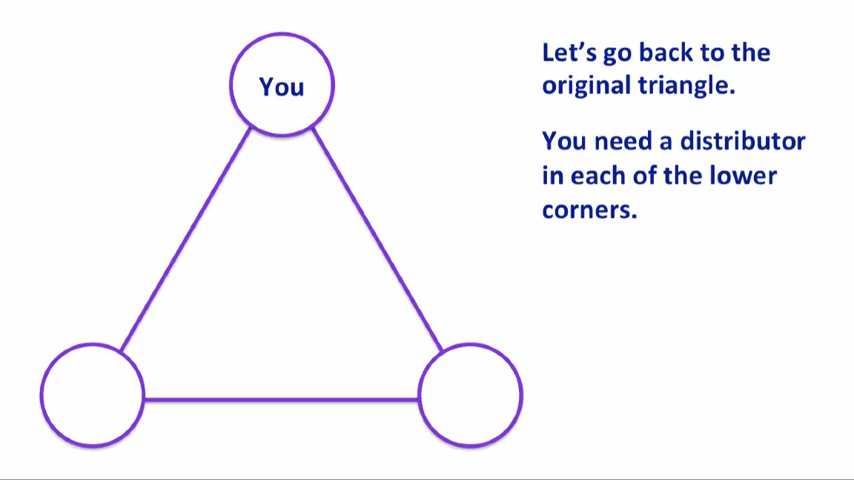 You
Let's go back to the
original triangle.
You need a distributor
in each of the lower
corners.